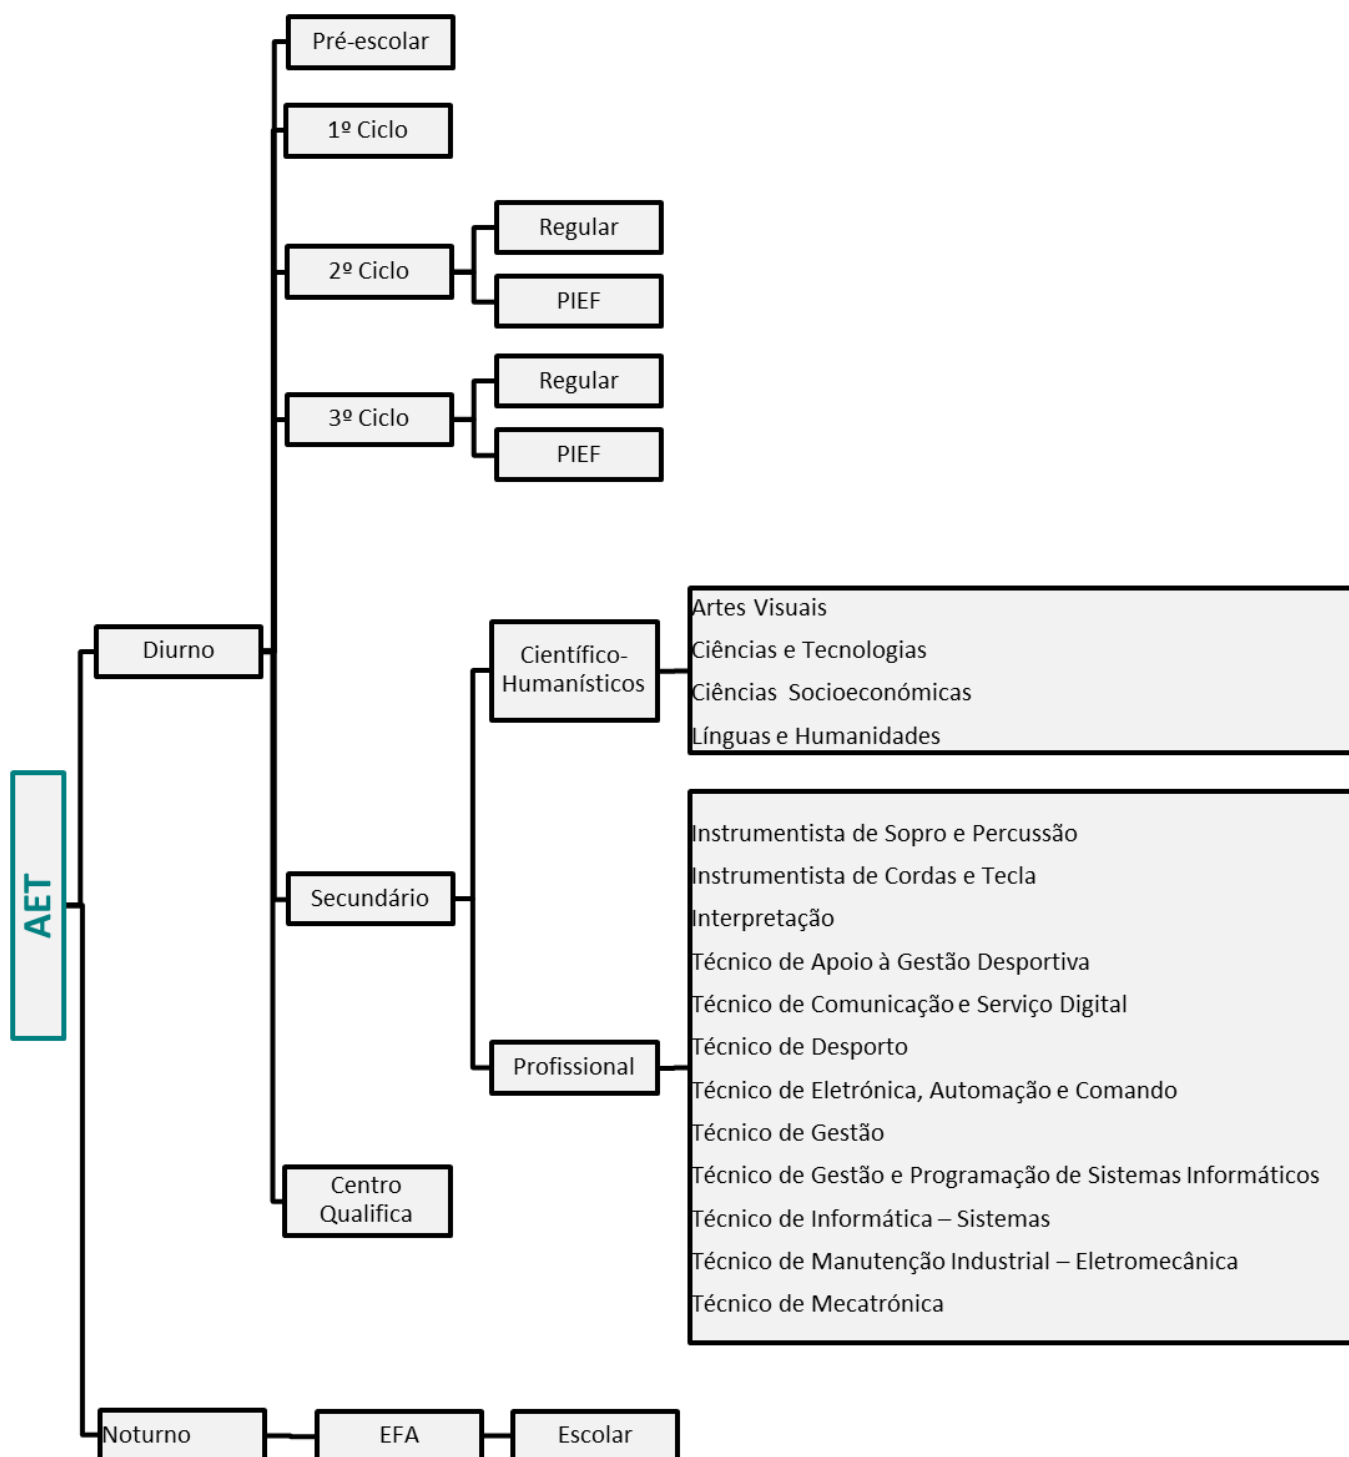 Pré-escolar
1º Ciclo
2º Ciclo
Regular
PIEF
3º Ciclo
Regular
PIEF
AET
Diurno
Secundário
Científico-
Humanísticos
Artes Visuais
Ciências e Tecnologias
Ciências Socioeconómicas
Línguas e Humanidades
Profissional
Instrumentista de Sopro e Percussão
Instrumentista de Cordas e Tecla
Interpretação
Técnico de Apoio à Gestão Desportiva
Técnico de Comunicação e Serviço Digital
Técnico de Desporto
Técnico de Eletrónica, Automação e Comando
Técnico de Gestão
Técnico de Gestão e Programação de Sistemas Informáticos
Técnico de Informática – Sistemas
Técnico de Manutenção Industrial – Eletromecânica
Técnico de Mecatrónica
Centro
Qualifica
Noturno
EFA
Escolar